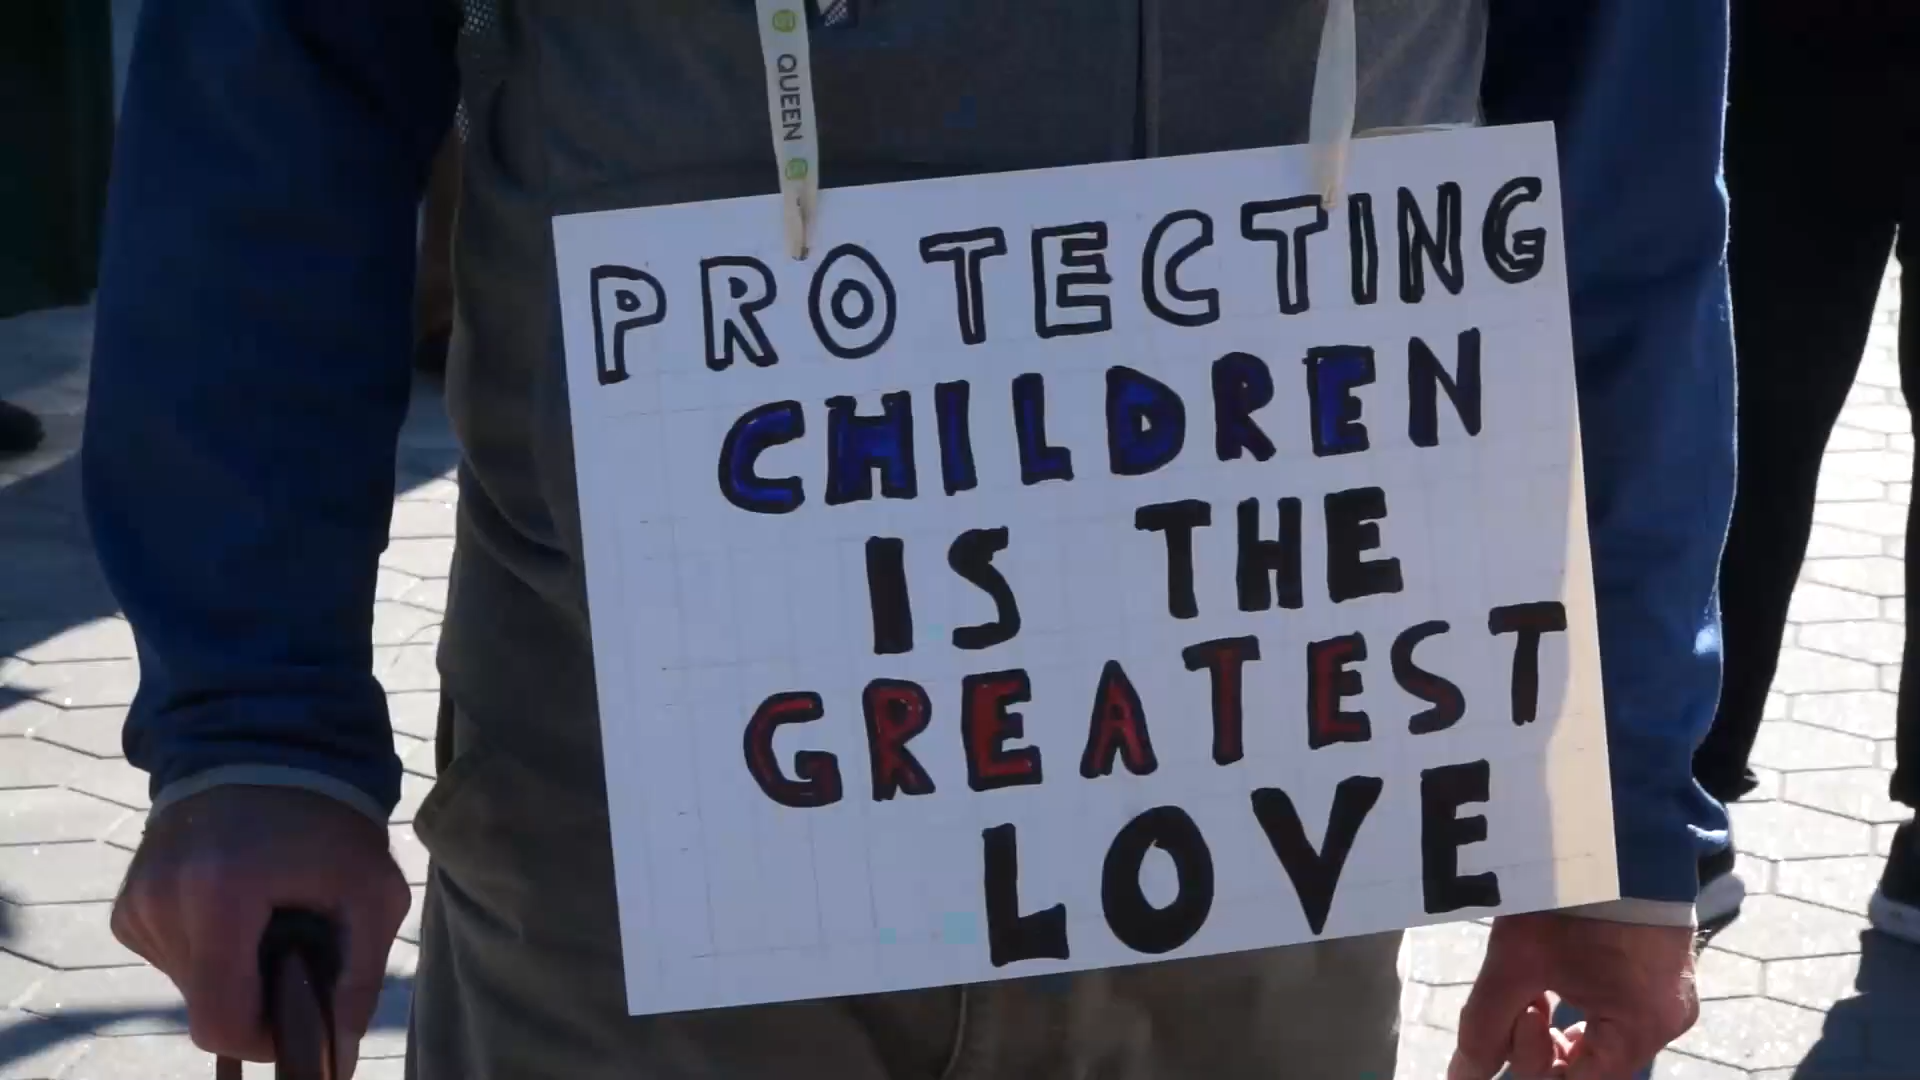 QUEEN
PROTECTING
CHILDREN
IS THE
GREATEST
LOVE